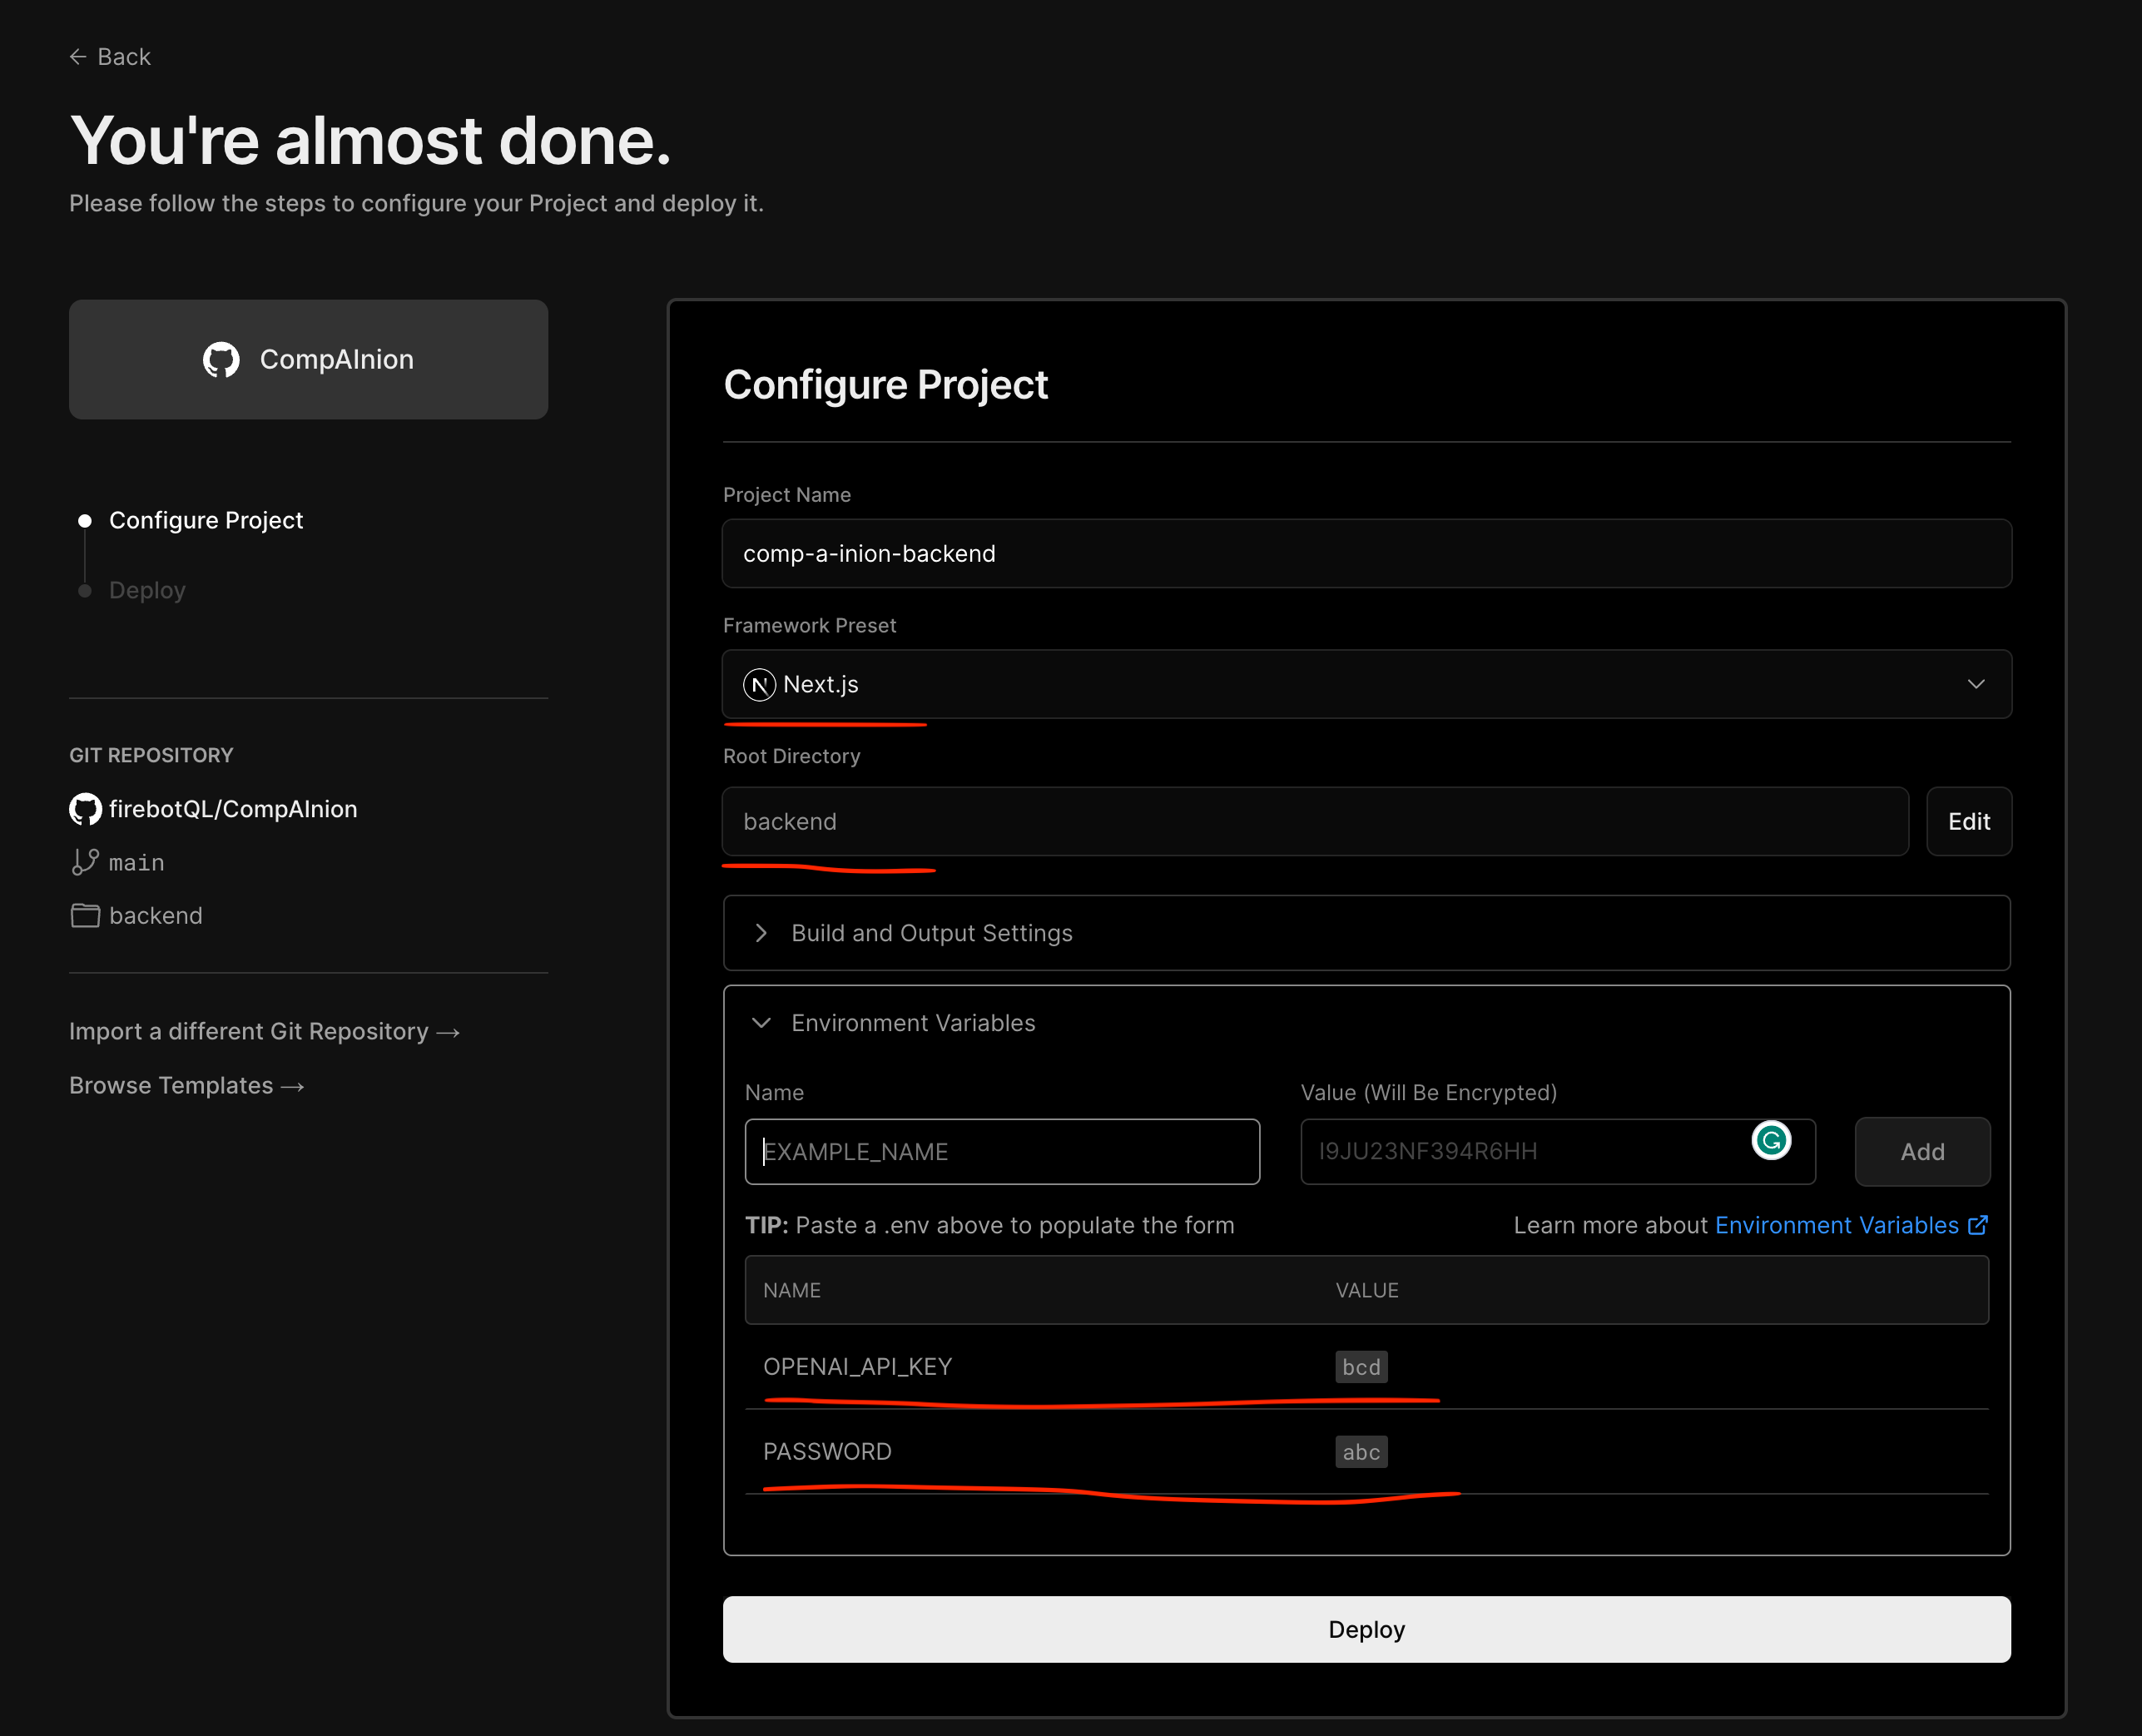 ← Back
You're almost done.
Please follow the steps to configure your Project and deploy it.
CompAInion
Configure Project
Deploy
GIT REPOSITORY
firebotQL/CompAInion
main
backend
Import a different Git Repository →
Browse Templates →
Configure Project
Project Name
comp-a-inion-backend
Framework Preset
Next.js
Root Directory
backend
Edit
Build and Output Settings
Environment Variables
Name Value (Will Be Encrypted)
EXAMPLE_NAME I9JU23NF394R6HH Add
TIP: Paste a .env above to populate the form Learn more about Environment Variables
NAME VALUE
OPENAI_API_KEY bcd
PASSWORD abc
Deploy